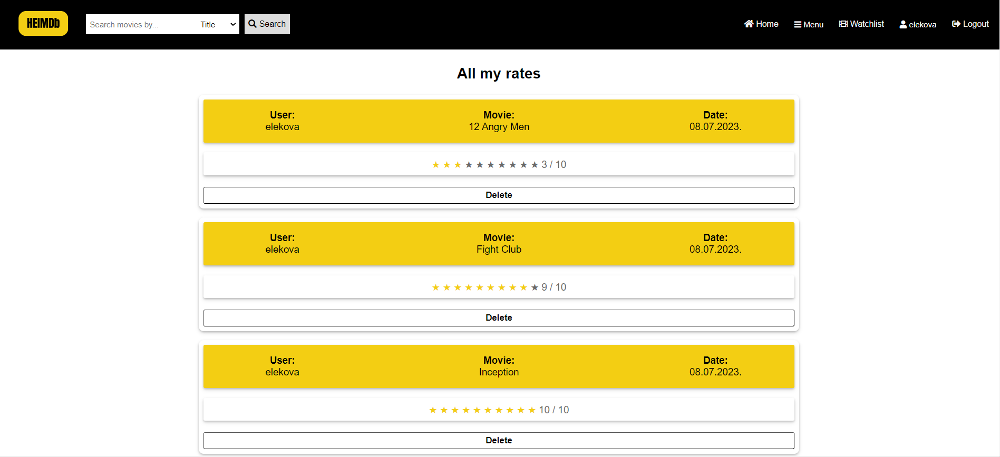 HEIMDb
Search movies by... Title Search Home Menu Watchlist elekova Logout
All my rates
User: Movie: Date:
elekova 12 Angry Men 08.07.2023.
★ ★ ★ ★ ★ ★ ★ ★ ★ ★ 3 / 10
Delete
User: Movie: Date:
elekova Fight Club 08.07.2023.
★ ★ ★ ★ ★ ★ ★ ★ ★ ★ 9 / 10
Delete
User: Movie: Date:
elekova Inception 08.07.2023.
★ ★ ★ ★ ★ ★ ★ ★ ★ ★ 10 / 10
Delete